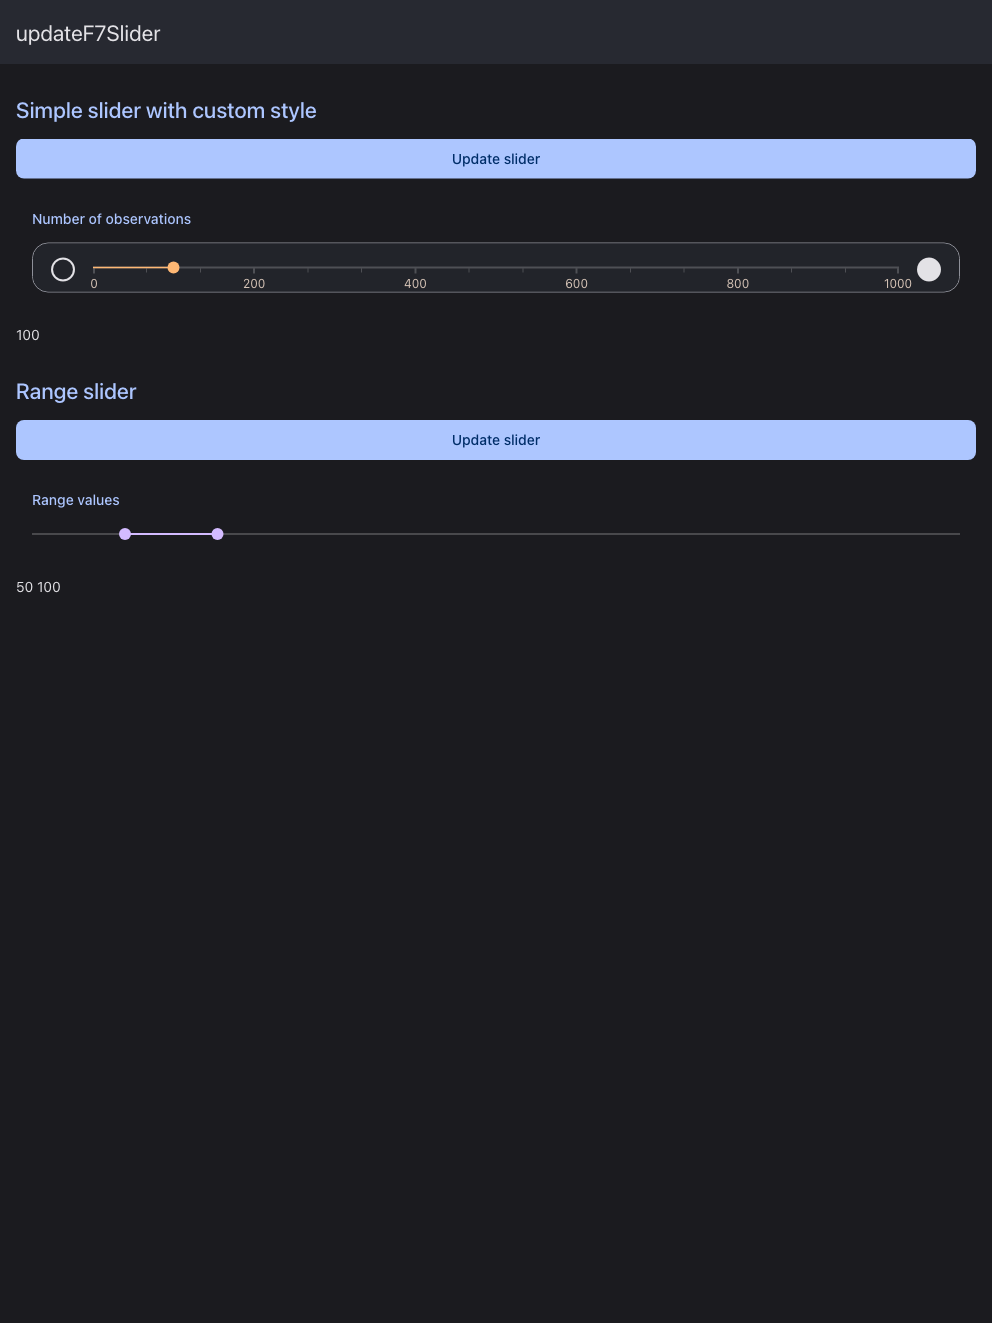 updateF7Slider
Simple slider with custom style
Update slider
Number of observations
0 200 400 600 800 1000
100
Range slider
Update slider
Range values
50 100